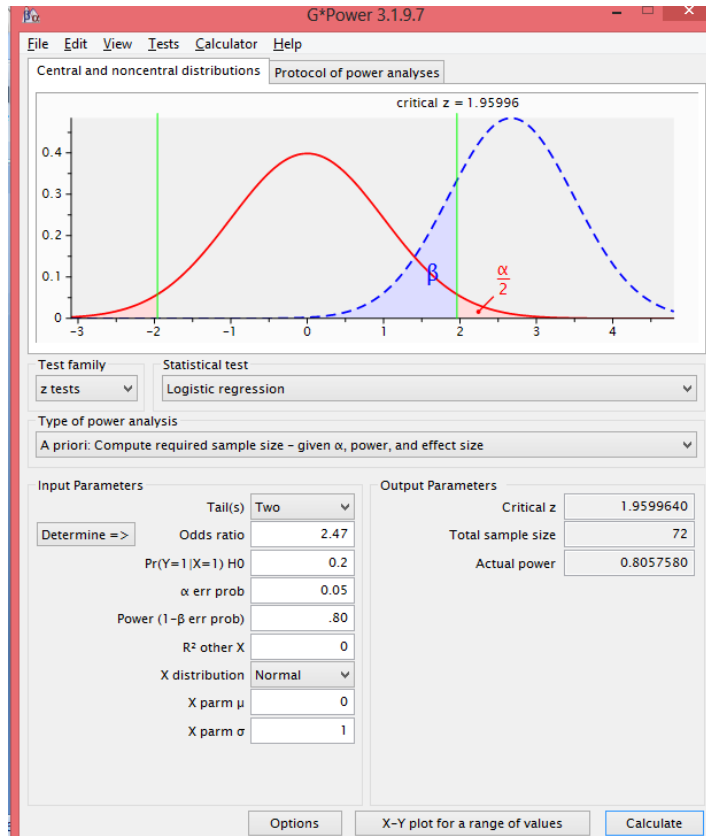 βα G*Power 3.1.9.7
File Edit View Tests Calculator Help
Central and noncentral distributions Protocol of power analyses
critical z = 1.95996
0.4
0.3
0.2
0.1
0
β
α
2
-3 -2 -1 0 1 2 3 4
Test family Statistical test
z tests Logistic regression
Type of power analysis
A priori: Compute required sample size – given α, power, and effect size
Input Parameters Output Parameters
Tail(s) Two Critical z 1.9599640
Determine => Odds ratio 2.47 Total sample size 72
Pr(Y=1|X=1) H0 0.2 Actual power 0.8057580
α err prob 0.05
Power (1-β err prob) .80
R² other X 0
X distribution Normal
X parm μ 0
X parm σ 1
Options X-Y plot for a range of values Calculate